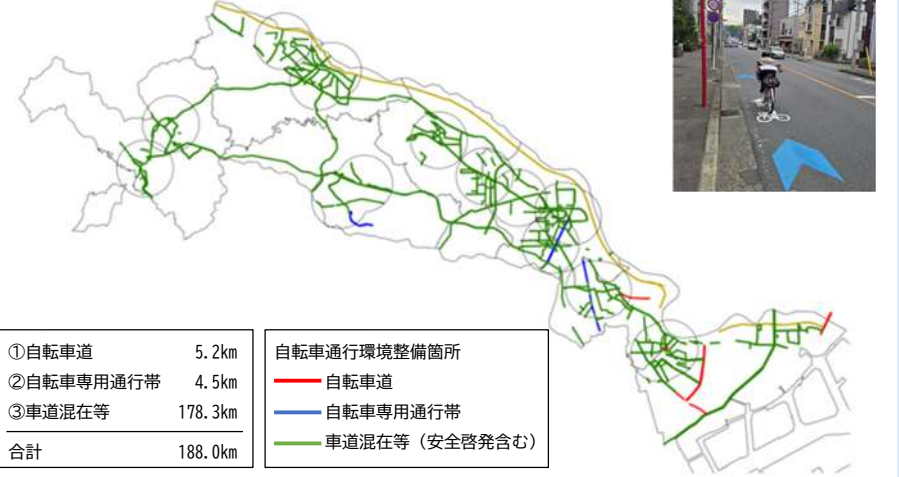 ①自転車道 5.2km
②自転車専用通行帯 4.5km
③車道混在等 178.3km
合計 188.0km
自転車通行環境整備箇所
自転車道
自転車専用通行帯
車道混在等（安全啓発含む）